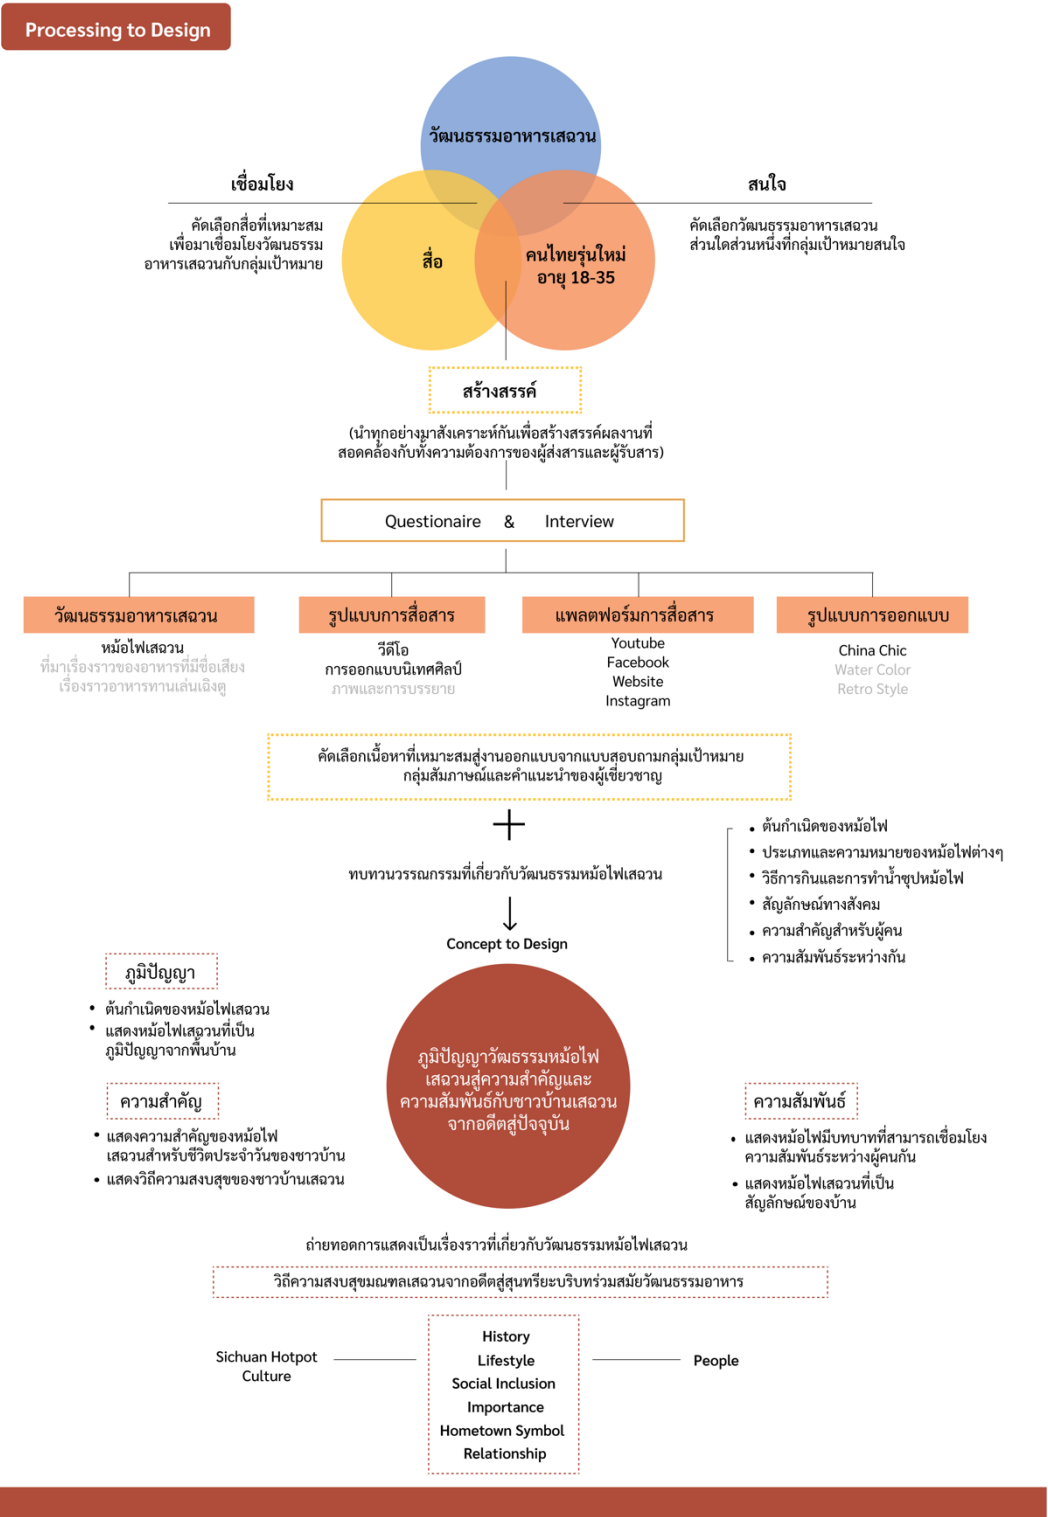 Processing to Design
วัฒนธรรมอาหารเสฉวน
เชื่อมโยง
คัดเลือกสื่อที่เหมาะสม
เพื่อมาเชื่อมโยงวัฒนธรรม
อาหารเสฉวนกับกลุ่มเป้าหมาย
สนใจ
คัดเลือกวัฒนธรรมอาหารเสฉวน
ส่วนใดส่วนหนึ่งที่กลุ่มเป้าหมายสนใจ
สื่อ
คนไทยรุ่นใหม่
อายุ 18-35
สร้างสรรค์
(นำทุกอย่างมาสังเคราะห์กันเพื่อสร้างสรรค์ผลงานที่
สอดคล้องกับทั้งความต้องการของผู้ส่งสารและผู้รับสาร)
Questionaire & Interview
วัฒนธรรมอาหารเสฉวน
หม้อไฟเสฉวน
ที่มาเรื่องราวของอาหารที่มีชื่อเสียง
เรื่องราวอาหารทานเล่นเฉิงตู
รูปแบบการสื่อสาร
วีดีโอ
การออกแบบนิเทศศิลป์
ภาพและการบรรยาย
แพลตฟอร์มการสื่อสาร
Youtube
Facebook
Website
Instagram
รูปแบบการออกแบบ
China Chic
Water Color
Retro Style
คัดเลือกเนื้อหาที่เหมาะสมสู่งานออกแบบจากแบบสอบถามกลุ่มเป้าหมาย
กลุ่มสัมภาษณ์และคำแนะนำของผู้เชี่ยวชาญ
ทบทวนวรรณกรรมที่เกี่ยวกับวัฒนธรรมหม้อไฟเสฉวน
• ต้นกำเนิดของหม้อไฟ
• ประเภทและความหมายของหม้อไฟต่างๆ
• วิธีการกินและการทำน้ำซุปหม้อไฟ
• สัญลักษณ์ทางสังคม
• ความสำคัญสำหรับผู้คน
• ความสัมพันธ์ระหว่างกัน
Concept to Design
ภูมิปัญญาวัฒธรรมหม้อไฟ
เสฉวนสู่ความสำคัญและ
ความสัมพันธ์กับชาวบ้านเสฉวน
จากอดีตสู่ปัจจุบัน
ภูมิปัญญา
• ต้นกำเนิดของหม้อไฟเสฉวน
• แสดงหม้อไฟเสฉวนที่เป็น
ภูมิปัญญาจากพื้นบ้าน
ความสำคัญ
• แสดงความสำคัญของหม้อไฟ
เสฉวนสำหรับชีวิตประจำวันของชาวบ้าน
• แสดงวิถีความสงบสุขของชาวบ้านเสฉวน
ความสัมพันธ์
• แสดงหม้อไฟมีบทบาทที่สามารถเชื่อมโยง
ความสัมพันธ์ระหว่างผู้คนกัน
• แสดงหม้อไฟเสฉวนที่เป็น
สัญลักษณ์ของบ้าน
ถ่ายทอดการแสดงเป็นเรื่องราวที่เกี่ยวกับวัฒนธรรมหม้อไฟเสฉวน
วิถีความสงบสุขมณฑลเสฉวนจากอดีตสู่สุนทรียะบริบทร่วมสมัยวัฒนธรรมอาหาร
Sichuan Hotpot
Culture
History
Lifestyle
Social Inclusion
Importance
Hometown Symbol
Relationship
People